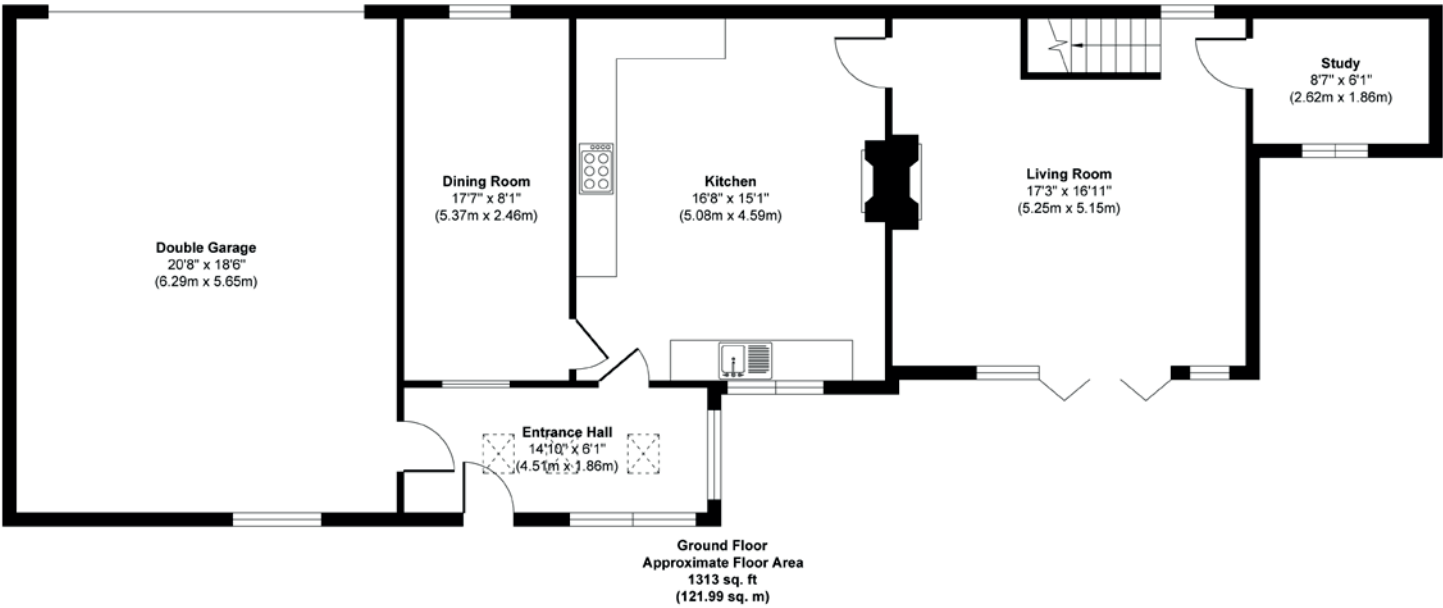 Double Garage
20'8" x 18'6"
(6.29m x 5.65m)
Dining Room
17'7" x 8'1"
(5.37m x 2.46m)
Kitchen
16'8" x 15'1"
(5.08m x 4.59m)
Living Room
17'3" x 16'11"
(5.25m x 5.15m)
Study
8'7" x 6'1"
(2.62m x 1.86m)
Entrance Hall
14'10" x 6'1"
(4.51m x 1.86m)
Ground Floor
Approximate Floor Area
1313 sq. ft
(121.99 sq. m)